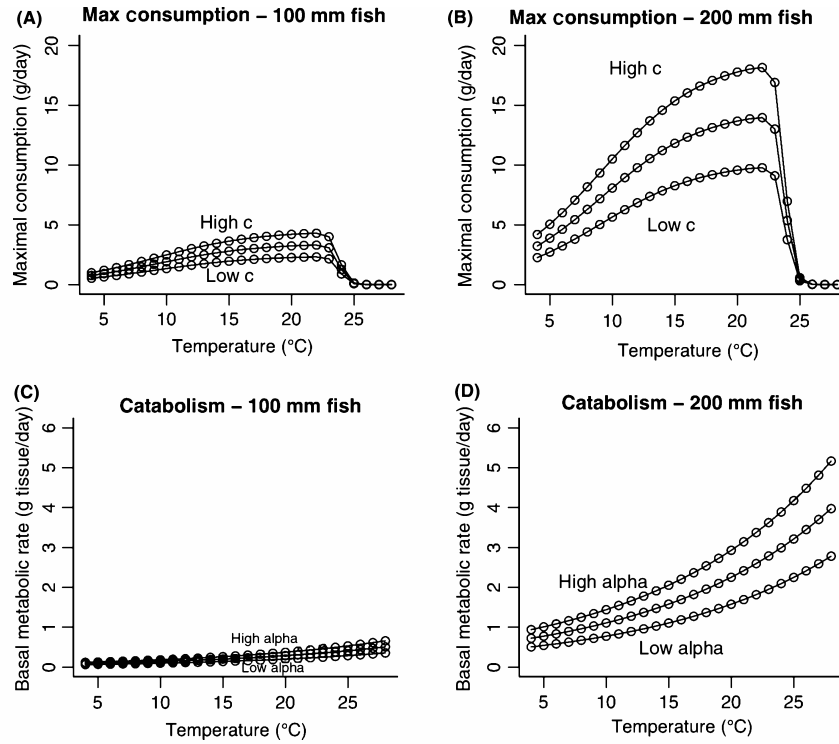 (A) Max consumption – 100 mm fish
Maximal consumption (g/day)
20
15
10
5
0
High c
Low c
5 10 15 20 25
Temperature (°C)
(B) Max consumption – 200 mm fish
Maximal consumption (g/day)
20
15
10
5
0
High c
Low c
5 10 15 20 25
Temperature (°C)
(C) Catabolism – 100 mm fish
Basal metabolic rate (g tissue/day)
6
5
4
3
2
1
0
High alpha
Low alpha
5 10 15 20 25
Temperature (°C)
(D) Catabolism – 200 mm fish
Basal metabolic rate (g tissue/day)
6
5
4
3
2
1
0
High alpha
Low alpha
5 10 15 20 25
Temperature (°C)